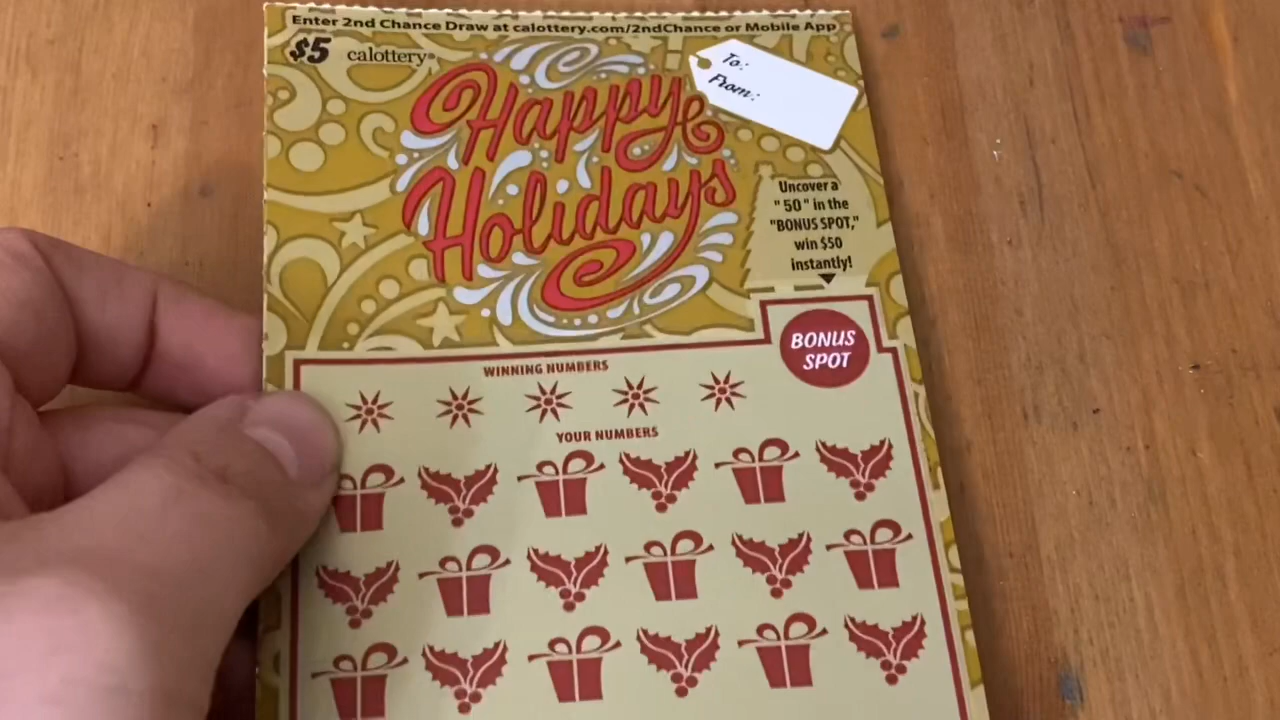 Enter 2nd Chance Draw at calottery.com/2ndChance or Mobile App
$5 calottery
To:
From:
Happy
Holidays
Uncover a
"50" in the
"BONUS SPOT,"
win $50
instantly!
BONUS
SPOT
WINNING NUMBERS
YOUR NUMBERS